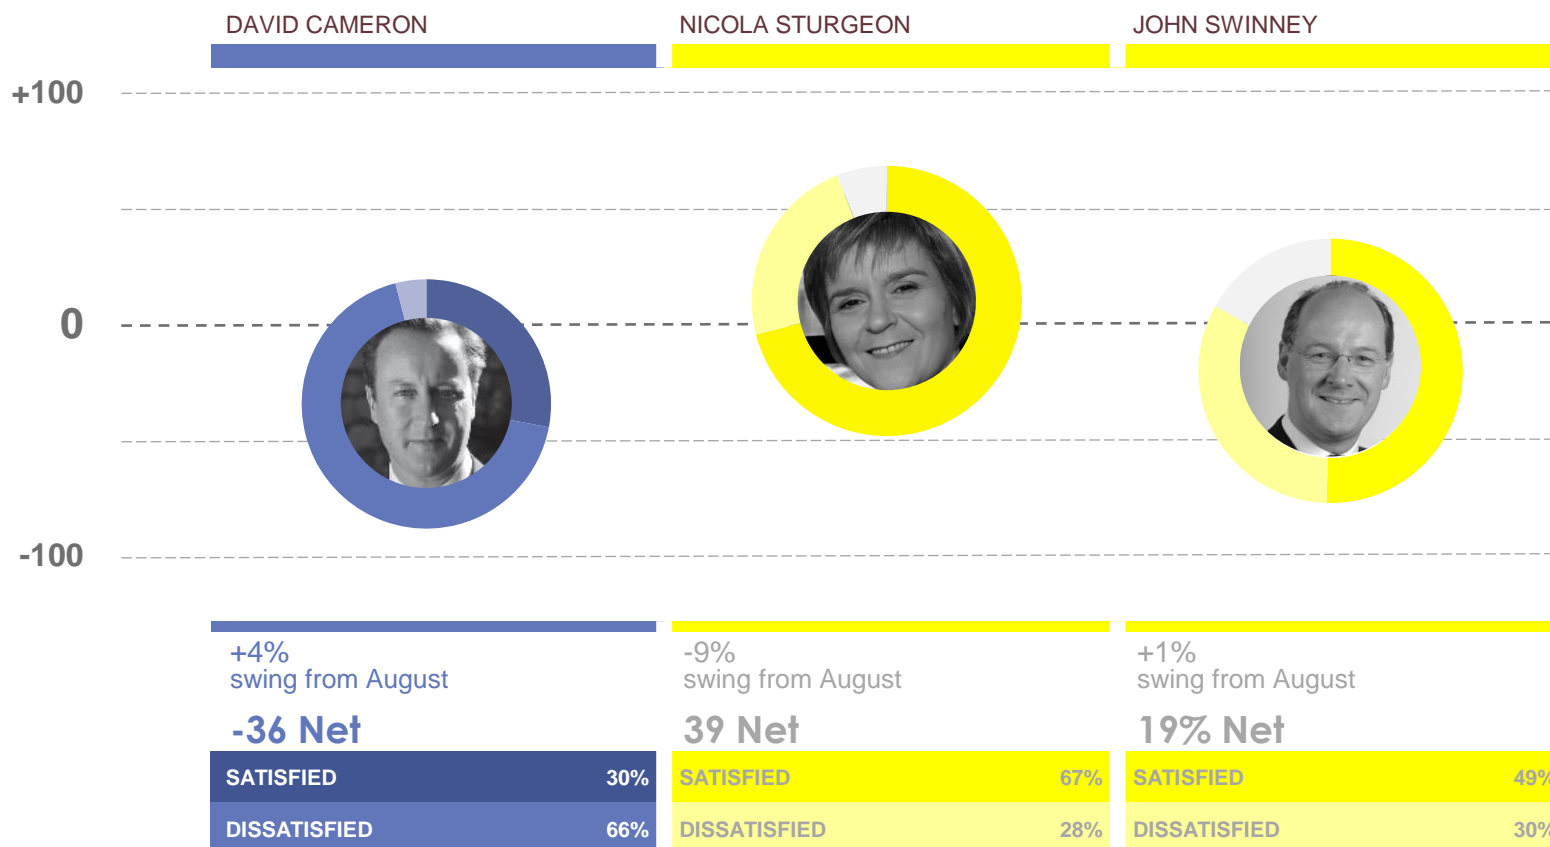 DAVID CAMERON
NICOLA STURGEON
JOHN SWINNEY
+100
0
-100
+4%
swing from August
-36 Net
SATISFIED 30%
DISSATISFIED 66%
-9%
swing from August
39 Net
SATISFIED 67%
DISSATISFIED 28%
+1%
swing from August
19% Net
SATISFIED 49%
DISSATISFIED 30%